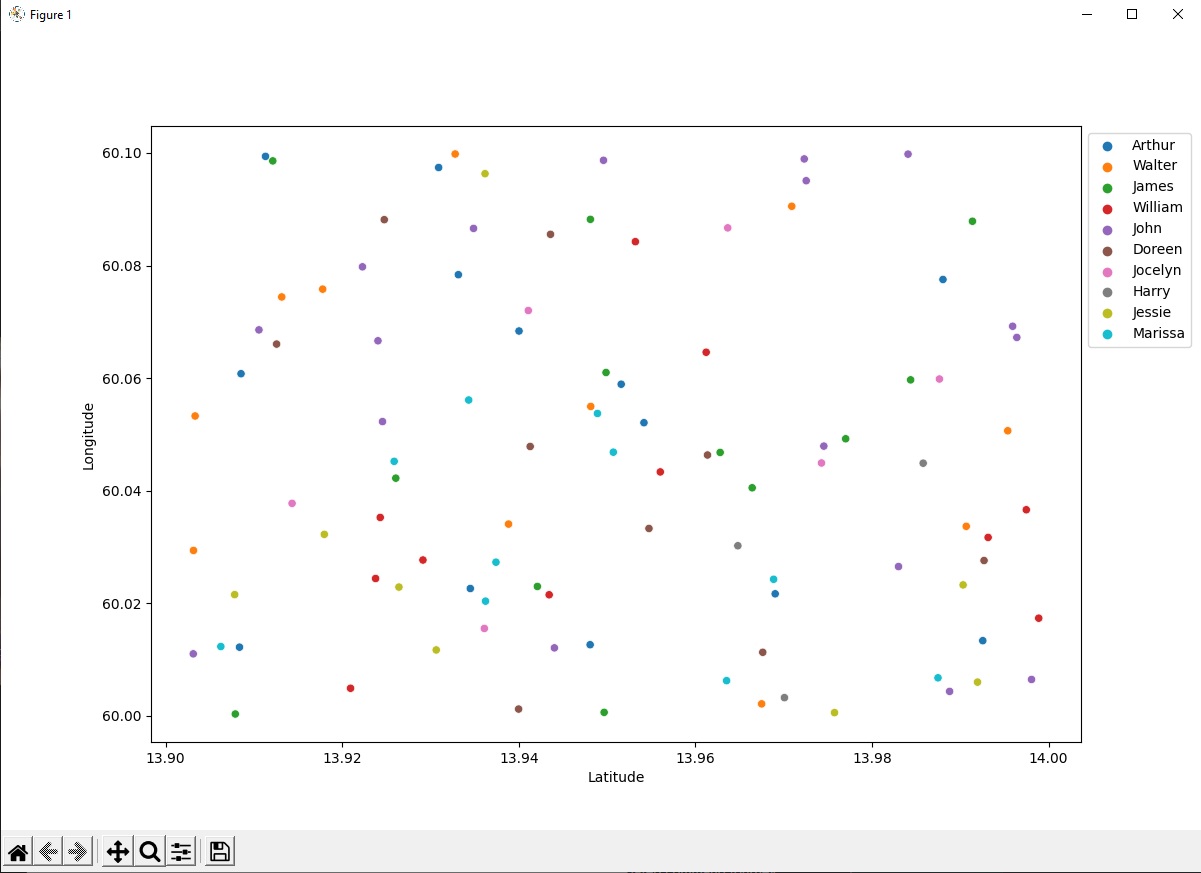 Figure 1
60.10
60.08
60.06
60.04
60.02
60.00
Longitude
13.90 13.92 13.94 13.96 13.98 14.00
Latitude
Arthur
Walter
James
William
John
Doreen
Jocelyn
Harry
Jessie
Marissa